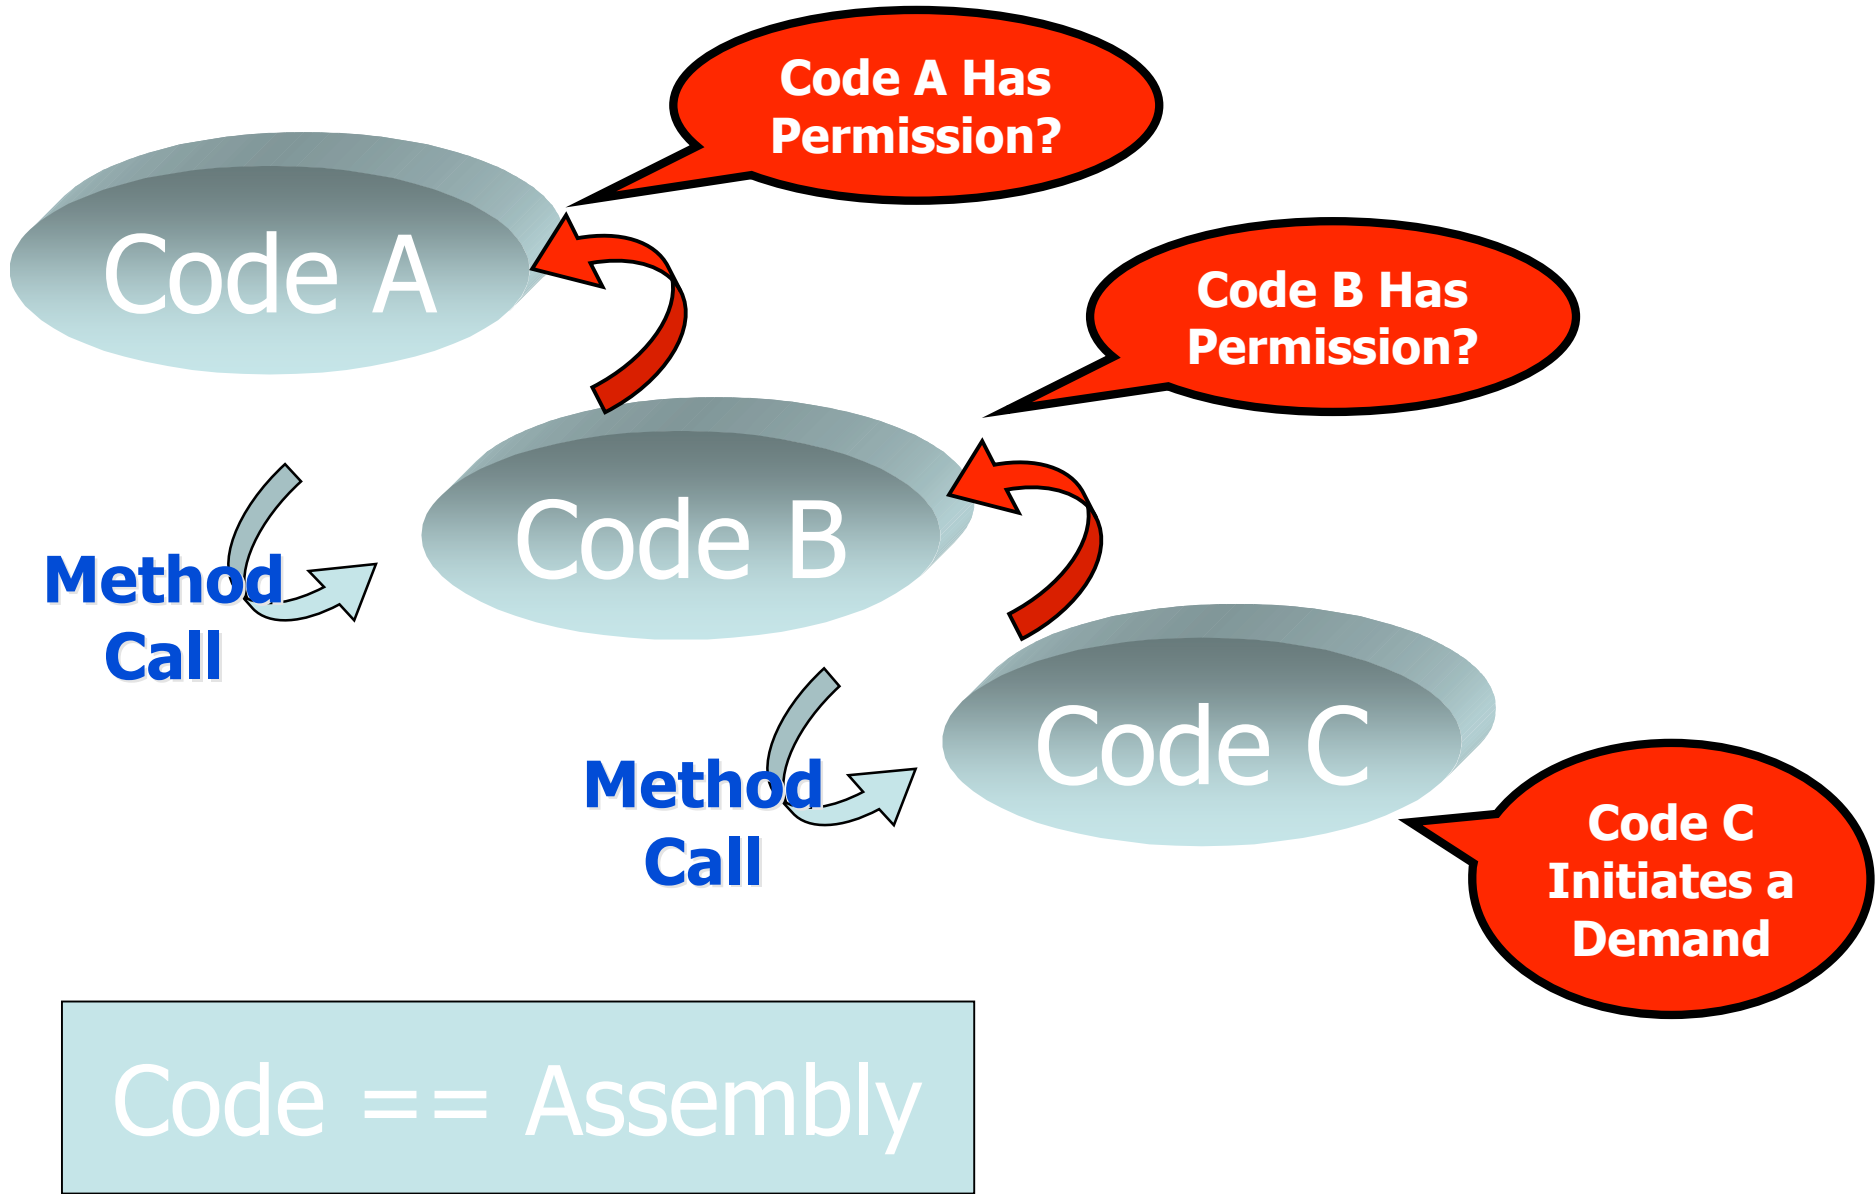 Code A Has
Permission?
Code A
Code B Has
Permission?
Code B
Method
Call
Code C
Method
Call
Code C
Initiates a
Demand
Code == Assembly